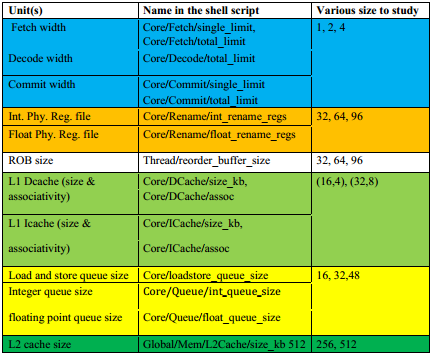 Unit(s) Name in the shell script Various size to study
Fetch width Core/Fetch/single_limit, 1, 2, 4
Core/Fetch/total_limit
Decode width Core/Decode/total_limit
Commit width Core/Commit/single_limit
Core/Commit/total_limit
Int. Phy. Reg. file Core/Rename/int_rename_regs 32, 64, 96
Float Phy. Reg. file Core/Rename/float_rename_regs
ROB size Thread/reorder_buffer_size 32, 64, 96
L1 Dcache (size & Core/DCache/size_kb, (16,4), (32,8)
associativity) Core/DCache/assoc
L1 Icache (size & Core/ICache/size_kb,
associativity) Core/ICache/assoc
Load and store queue size Core/loadstore_queue_size 16, 32,48
Integer queue size Core/Queue/int_queue_size
floating point queue size Core/Queue/float_queue_size
L2 cache size Global/Mem/L2Cache/size_kb 512 256, 512